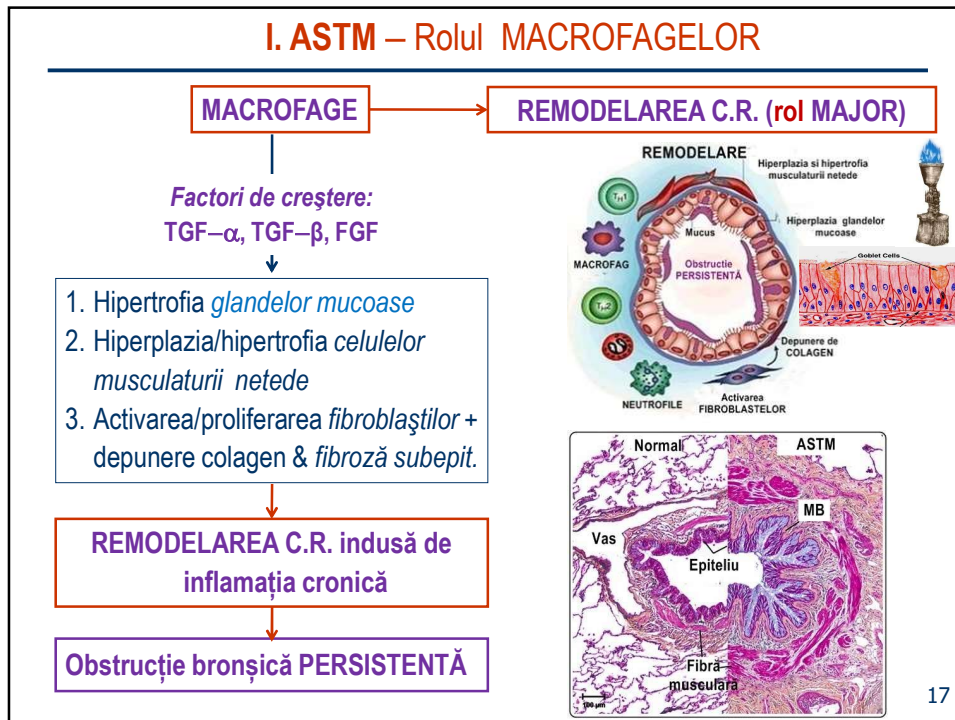 I. ASTM – Rolul MACROFAGELOR
MACROFAGE
REMODELAREA C.R. (rol MAJOR)
Factori de creştere:
TGF–α, TGF–β, FGF
1. Hipertrofia glandelor mucoase
2. Hiperplazia/hipertrofia celulelor
musculaturii netede
3. Activarea/proliferarea fibroblaştilor +
depunere colagen & fibroză subepit.
REMODELAREA C.R. indusă de
inflamația cronică
Obstrucție bronșică PERSISTENTĂ
REMODELARE
Hiperplazia si hipertrofia
musculaturii netede
TH1
Mucus
Hiperplazia glandelor
mucoase
MACROFAG
Obstructie
PERSISTENTĂ
Goblet Cells
TH2
Depunere de
COLAGEN
NEUTROFILE
Activarea
FIBROBLASTELOR
Normal
ASTM
MB
Vas
Epiteliu
Fibră
musculară
100 µm
17